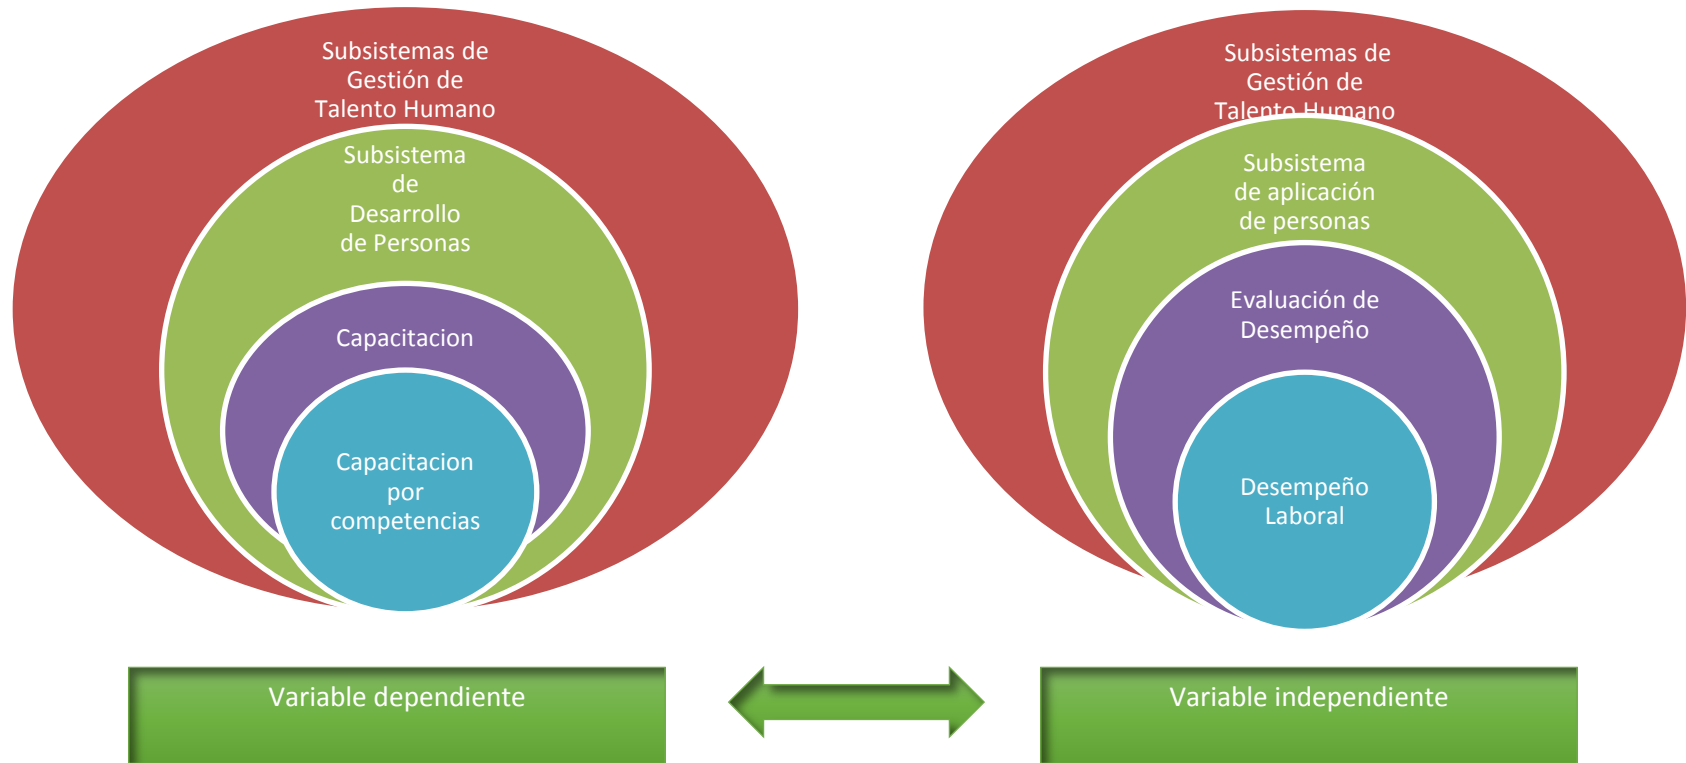 Subsistemas de
Gestión de
Talento Humano
Subsistema
de
Desarrollo
de Personas
Capacitacion
Capacitacion
por
competencias
Variable dependiente
Subsistemas de
Gestión de
Talento Humano
Subsistema
de aplicación
de personas
Evaluación de
Desempeño
Desempeño
Laboral
Variable independiente